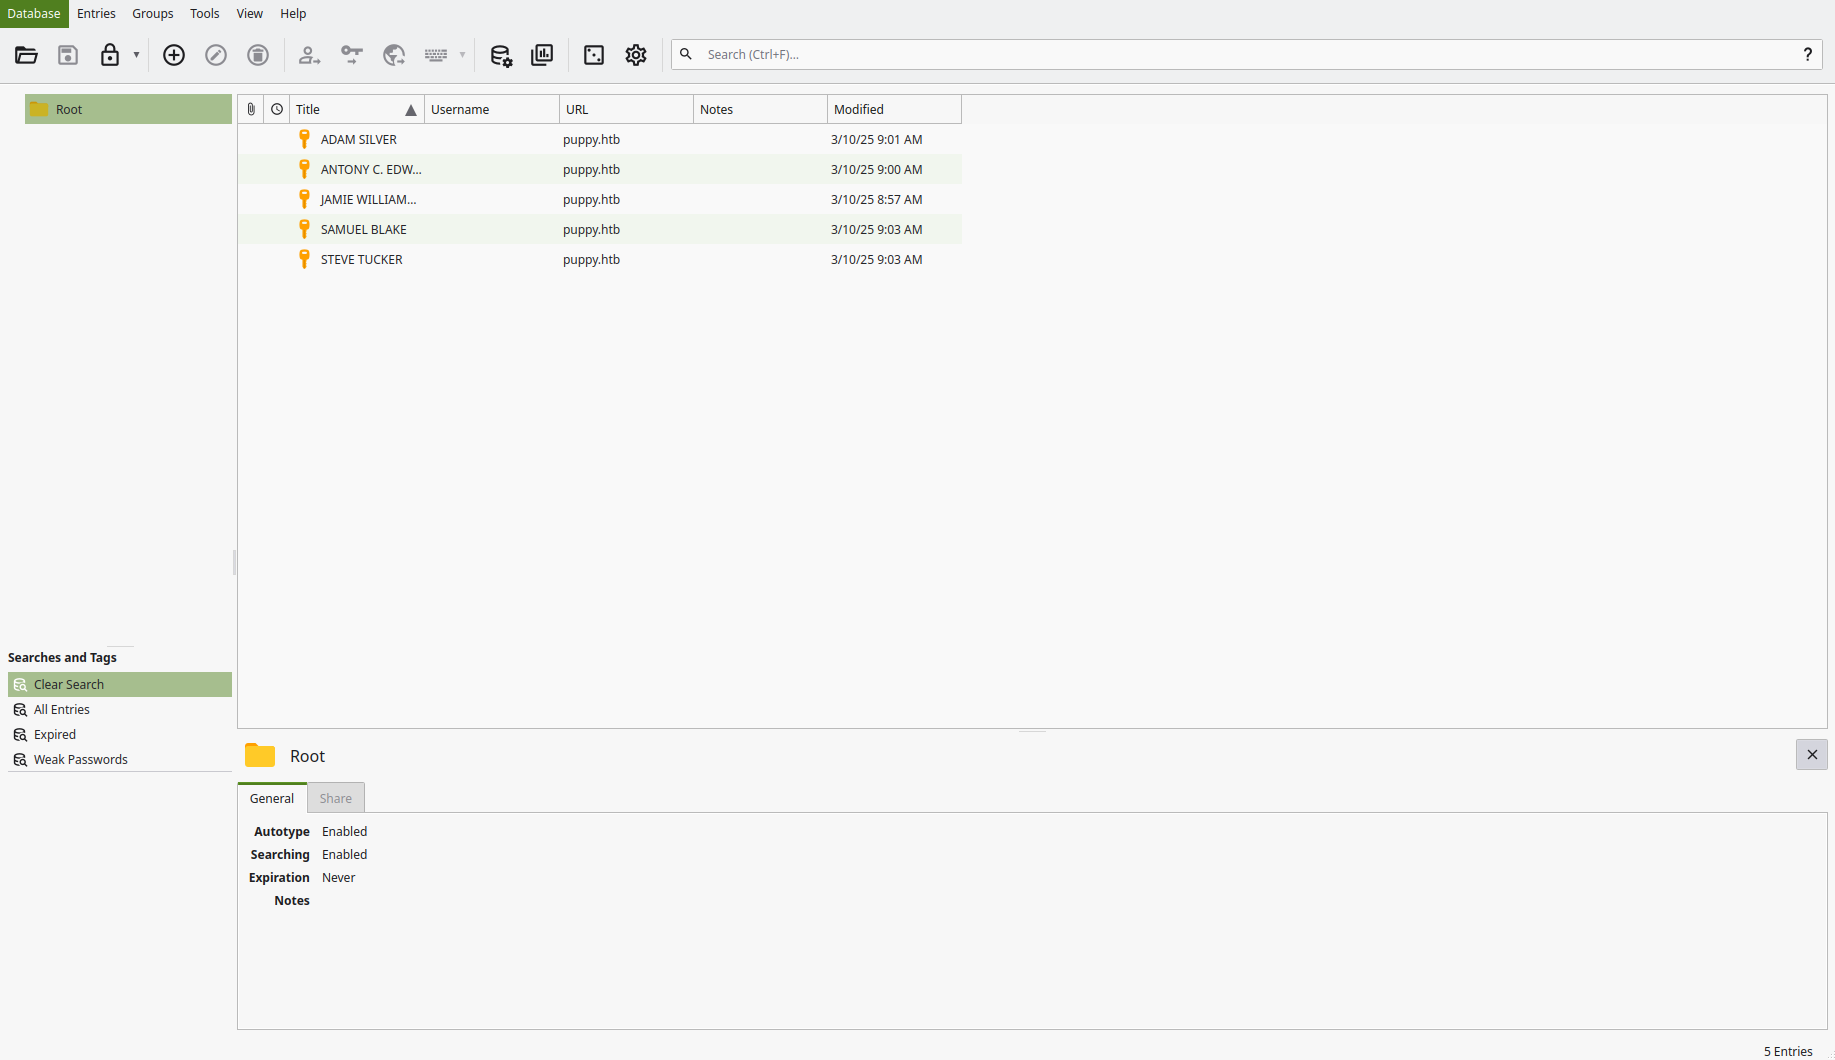 Database Entries Groups Tools View Help
Search (Ctrl+F)... ?
Root
Title Username URL Notes Modified
ADAM SILVER puppy.htb 3/10/25 9:01 AM
ANTONY C. EDW... puppy.htb 3/10/25 9:00 AM
JAMIE WILLIAM... puppy.htb 3/10/25 8:57 AM
SAMUEL BLAKE puppy.htb 3/10/25 9:03 AM
STEVE TUCKER puppy.htb 3/10/25 9:03 AM
Searches and Tags
Clear Search
All Entries
Expired
Weak Passwords
Root
General Share
Autotype Enabled
Searching Enabled
Expiration Never
Notes
5 Entries